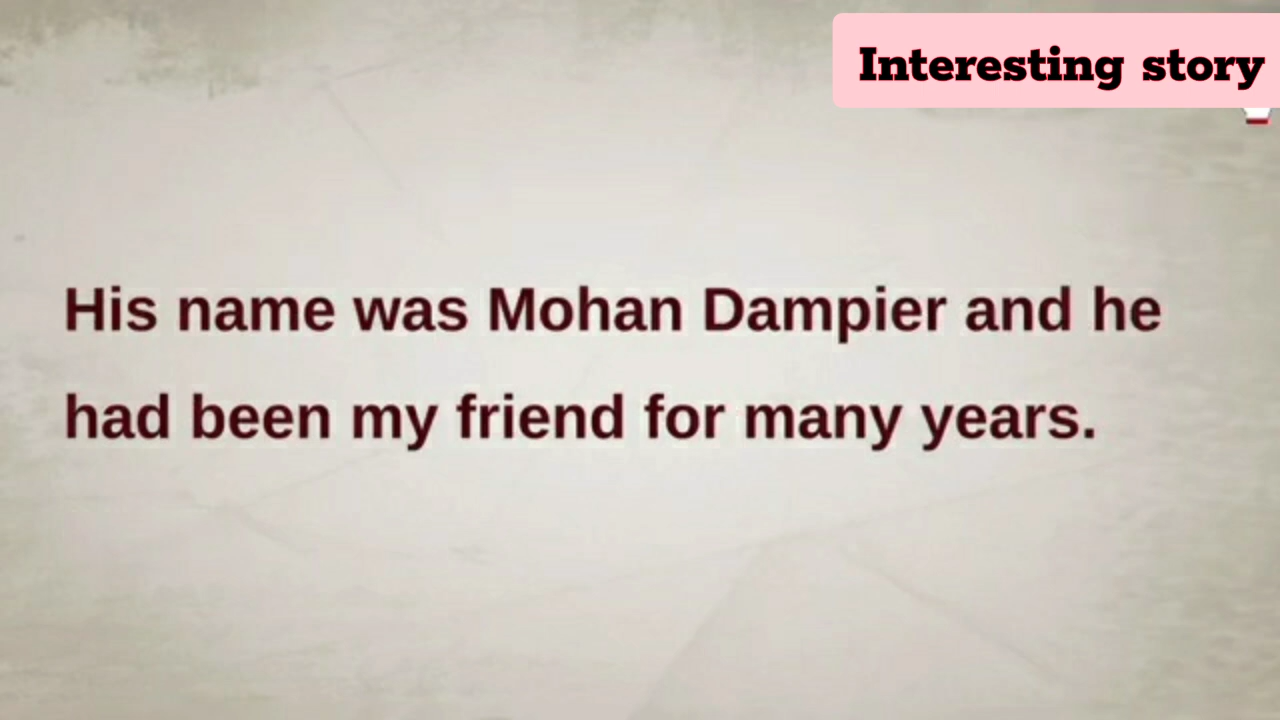 Interesting story
His name was Mohan Dampier and he
had been my friend for many years.